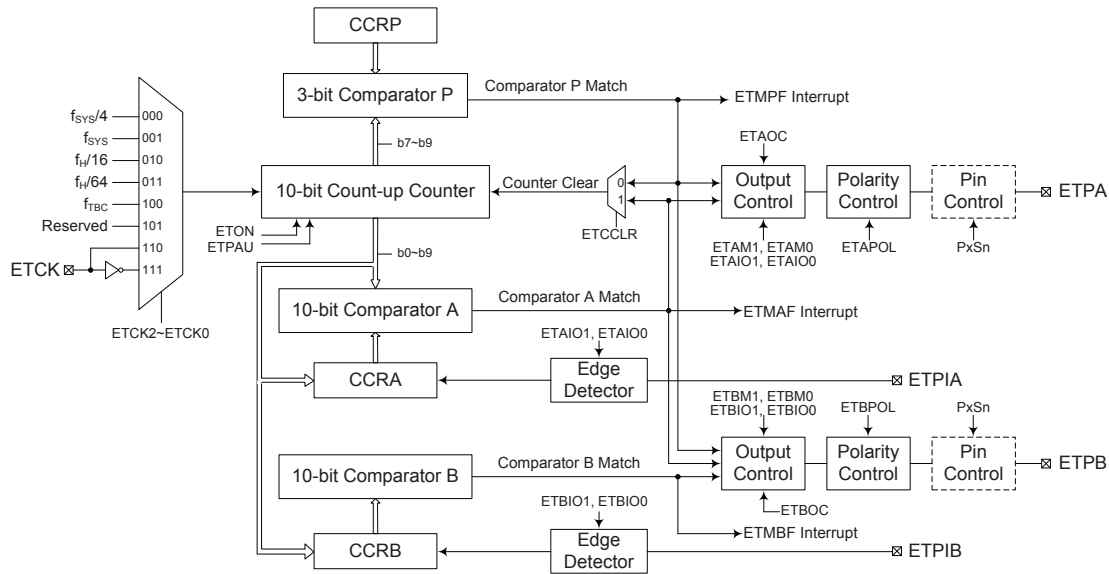 CCRP
3-bit Comparator P
Comparator P Match
ETMPF Interrupt
b7~b9
fSYS/4
000
fSYS
001
fH/16
010
fH/64
011
fTBC
100
Reserved
101
110
ETCK
111
ETCK2~ETCK0
10-bit Count-up Counter
ETON
ETPAU
Counter Clear
0
1
ETCCLR
ETAOC
Output
Control
ETAM1, ETAM0
ETAIO1, ETAIO0
Polarity
Control
ETAPOL
Pin
Control
PxSn
ETPA
b0~b9
10-bit Comparator A
Comparator A Match
ETMAF Interrupt
CCRA
ETAIO1, ETAIO0
Edge
Detector
ETPIA
ETBM1, ETBM0
ETBIO1, ETBIO0
ETBPOL
PxSn
Output
Control
Polarity
Control
Pin
Control
ETPB
ETBOC
10-bit Comparator B
Comparator B Match
ETMBF Interrupt
CCRB
ETBIO1, ETBIO0
Edge
Detector
ETPIB